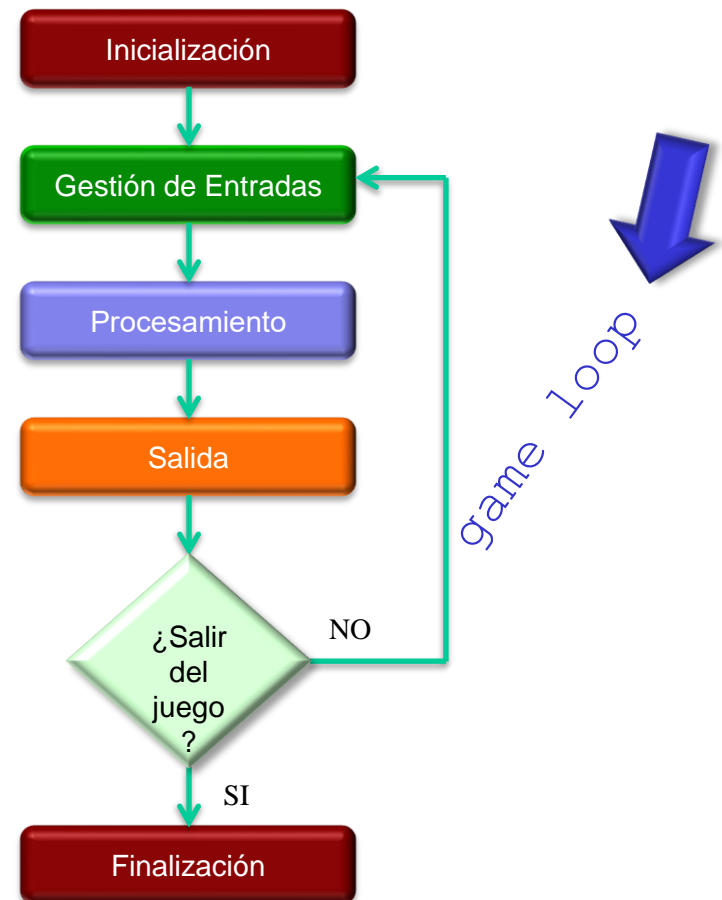 Inicialización
Gestión de Entradas
Procesamiento
game loop
Salida
¿Salir
del
juego
?
NO
SI
Finalización